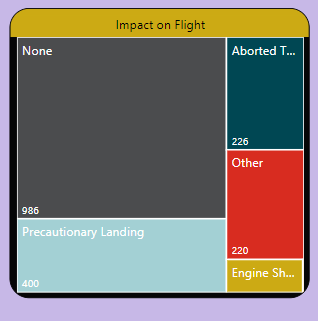 Impact on Flight
None
986
Precautionary Landing
400
Aborted T...
226
Other
220
Engine Sh...